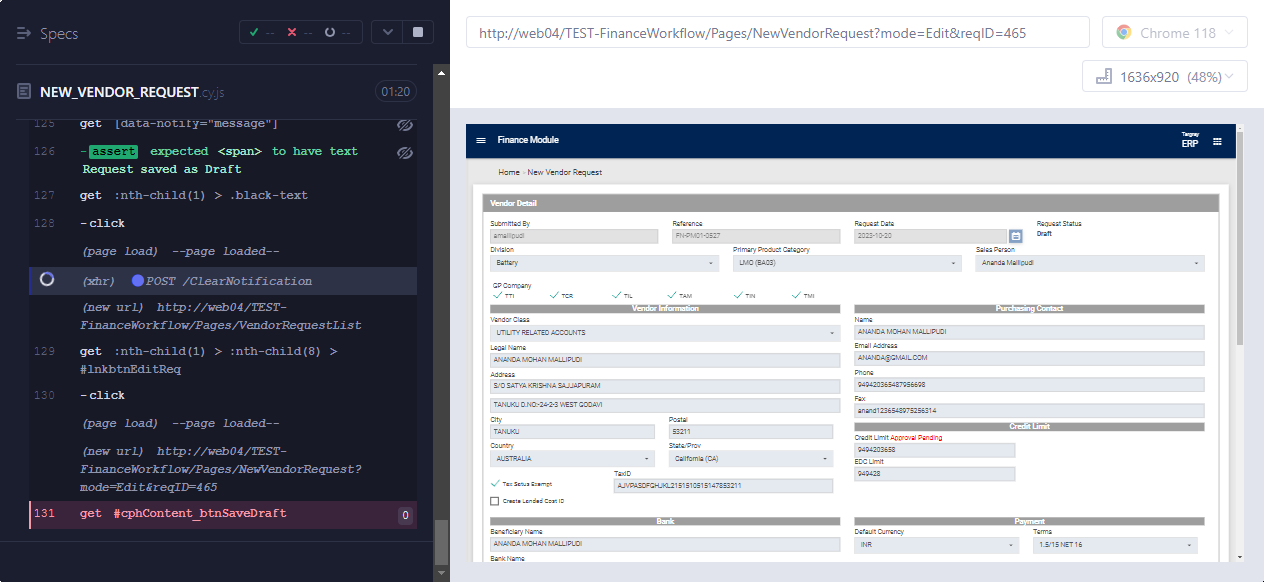 Specs
-- -- --
NEW_VENDOR_REQUEST.cy.js
01:20
125 get [data-notify="message"]
126 -assert expected <span> to have text
Request saved as Draft
127 get :nth-child(1) > .black-text
128 -click
(page load) --page loaded--
(xhr) POST /ClearNotification
(new url) http://web04/TEST-
FinanceWorkflow/Pages/VendorRequestList
129 get :nth-child(1) > :nth-child(8) >
#lnkbtnEditReq
130 -click
(page load) --page loaded--
(new url) http://web04/TEST-
FinanceWorkflow/Pages/NewVendorRequest?
mode=Edit&reqID=465
131 get #cphContent_btnSaveDraft 0
http://web04/TEST-FinanceWorkflow/Pages/NewVendorRequest?mode=Edit&reqID=465
Chrome 118
1636x920 (48%)
Finance Module
Targray
ERP
Home - New Vendor Request
Vendor Detail
Submitted By Reference Request Date Request Status
amallipudi FN-PM01-0527 2023-10-20 Draft
Division Primary Product Category Sales Person
Battery LMO (BA03) Ananda Mallipudi
GP Company
TTI TCR TIL TAM TIN TMI
Vendor Information
Vendor Class
UTILITY RELATED ACCOUNTS
Legal Name
ANANDA MOHAN MALLIPUDI
Address
S/O SATYA KRISHNA SAJJAPURAM
TANUKU D.NO:-24-2-3 WEST GODAVI
City Postal
TANUKU 53211
Country State/Prov
AUSTRALIA California (CA)
TaxID
Tax Setup Exempt AJVPASDFGHJKL2151510515147853211
Create Landed Cost ID
Purchasing Contact
Name
ANANDA MOHAN MALLIPUDI
Email Address
ANANDA@GMAIL.COM
Phone
949420365487956698
Fax
anand1236548975256314
Credit Limit
Credit Limit Approval Pending
9494203658
EDC Limit
949428
Bank
Beneficiary Name
ANANDA MOHAN MALLIPUDI
Bank Name
Payment
Default Currency Terms
INR 1.5/15 NET 16